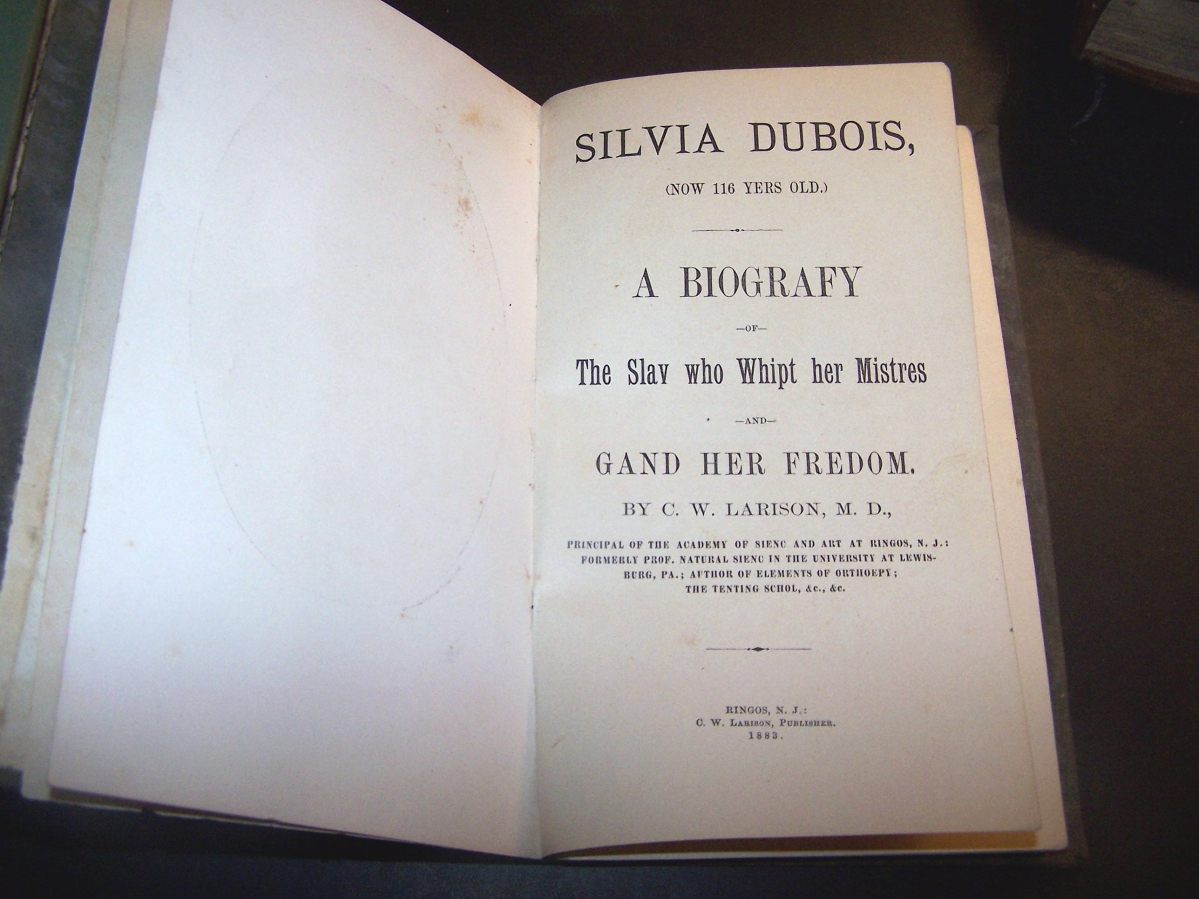 SILVIA DUBOIS,
(NOW 116 YERS OLD.)
A BIOGRAFY
—OF—
The Slav who Whipt her Mistres
—AND—
GAND HER FREDOM.
BY C. W. LARISON, M. D.,
PRINCIPAL OF THE ACADEMY OF SIENC AND ART AT RINGOS, N. J.:
FORMERLY PROF. NATURAL SIENC IN THE UNIVERSITY AT LEWIS-
BURG, PA.; AUTHOR OF ELEMENTS OF ORTHOEPY;
THE TENTING SCHOL, &c., &c.
RINGOS, N. J.:
C. W. LARISON, PUBLISHER.
1883.